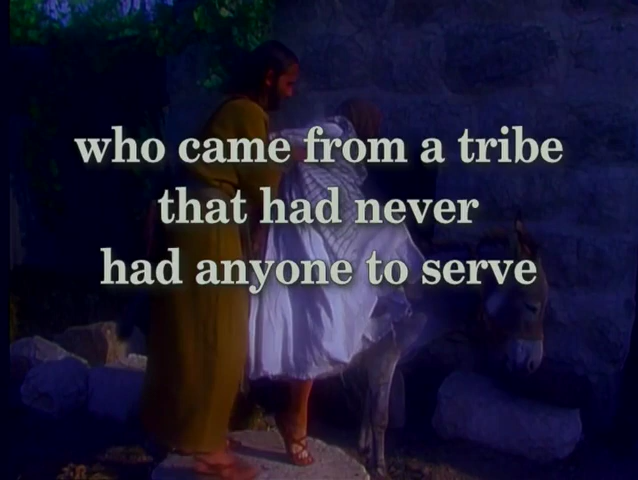 who came from a tribe
that had never
had anyone to serve